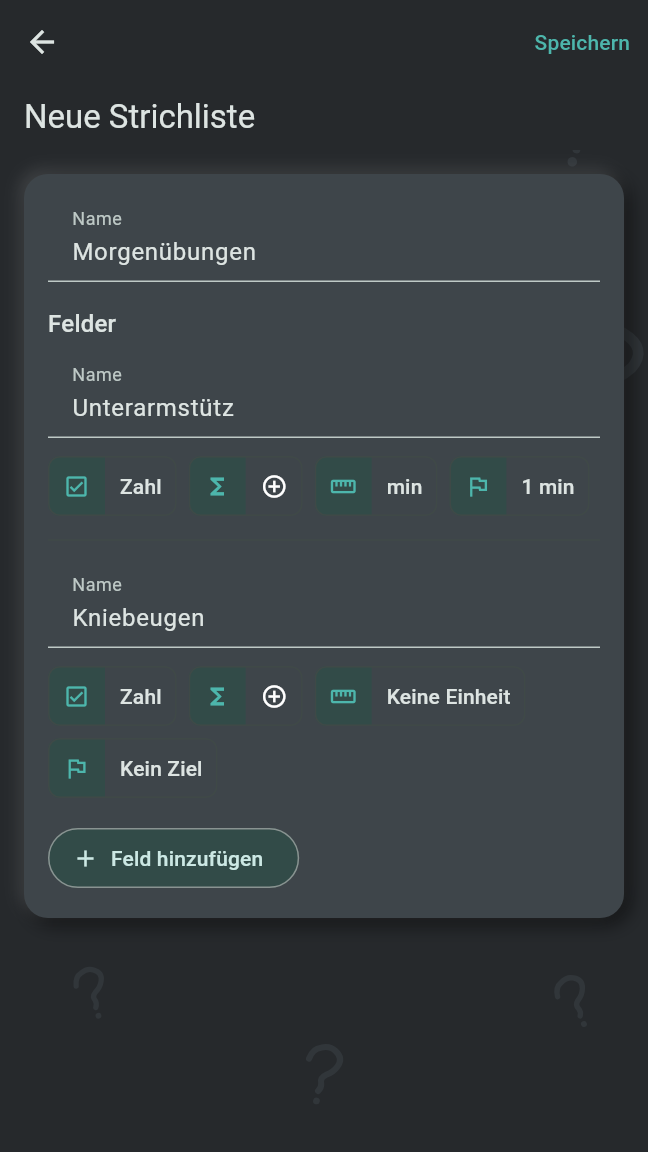 Speichern
Neue Strichliste
Name
Morgenübungen
Felder
Name
Unterarmstütz
Zahl Σ min 1 min
Name
Kniebeugen
Zahl Σ Keine Einheit
Kein Ziel
+ Feld hinzufügen
? ?
?